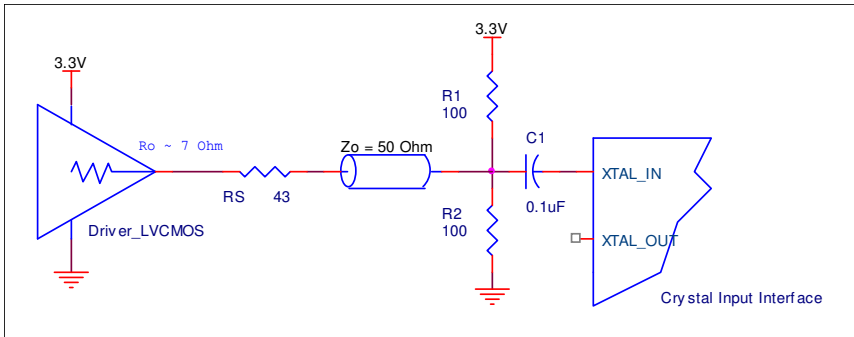 3.3V
3.3V
R1
100
Ro ~ 7 Ohm
Zo = 50 Ohm
C1
XTAL_IN
RS 43
0.1uF
R2
100
Driver_LVCMOS
XTAL_OUT
Crystal Input Interface